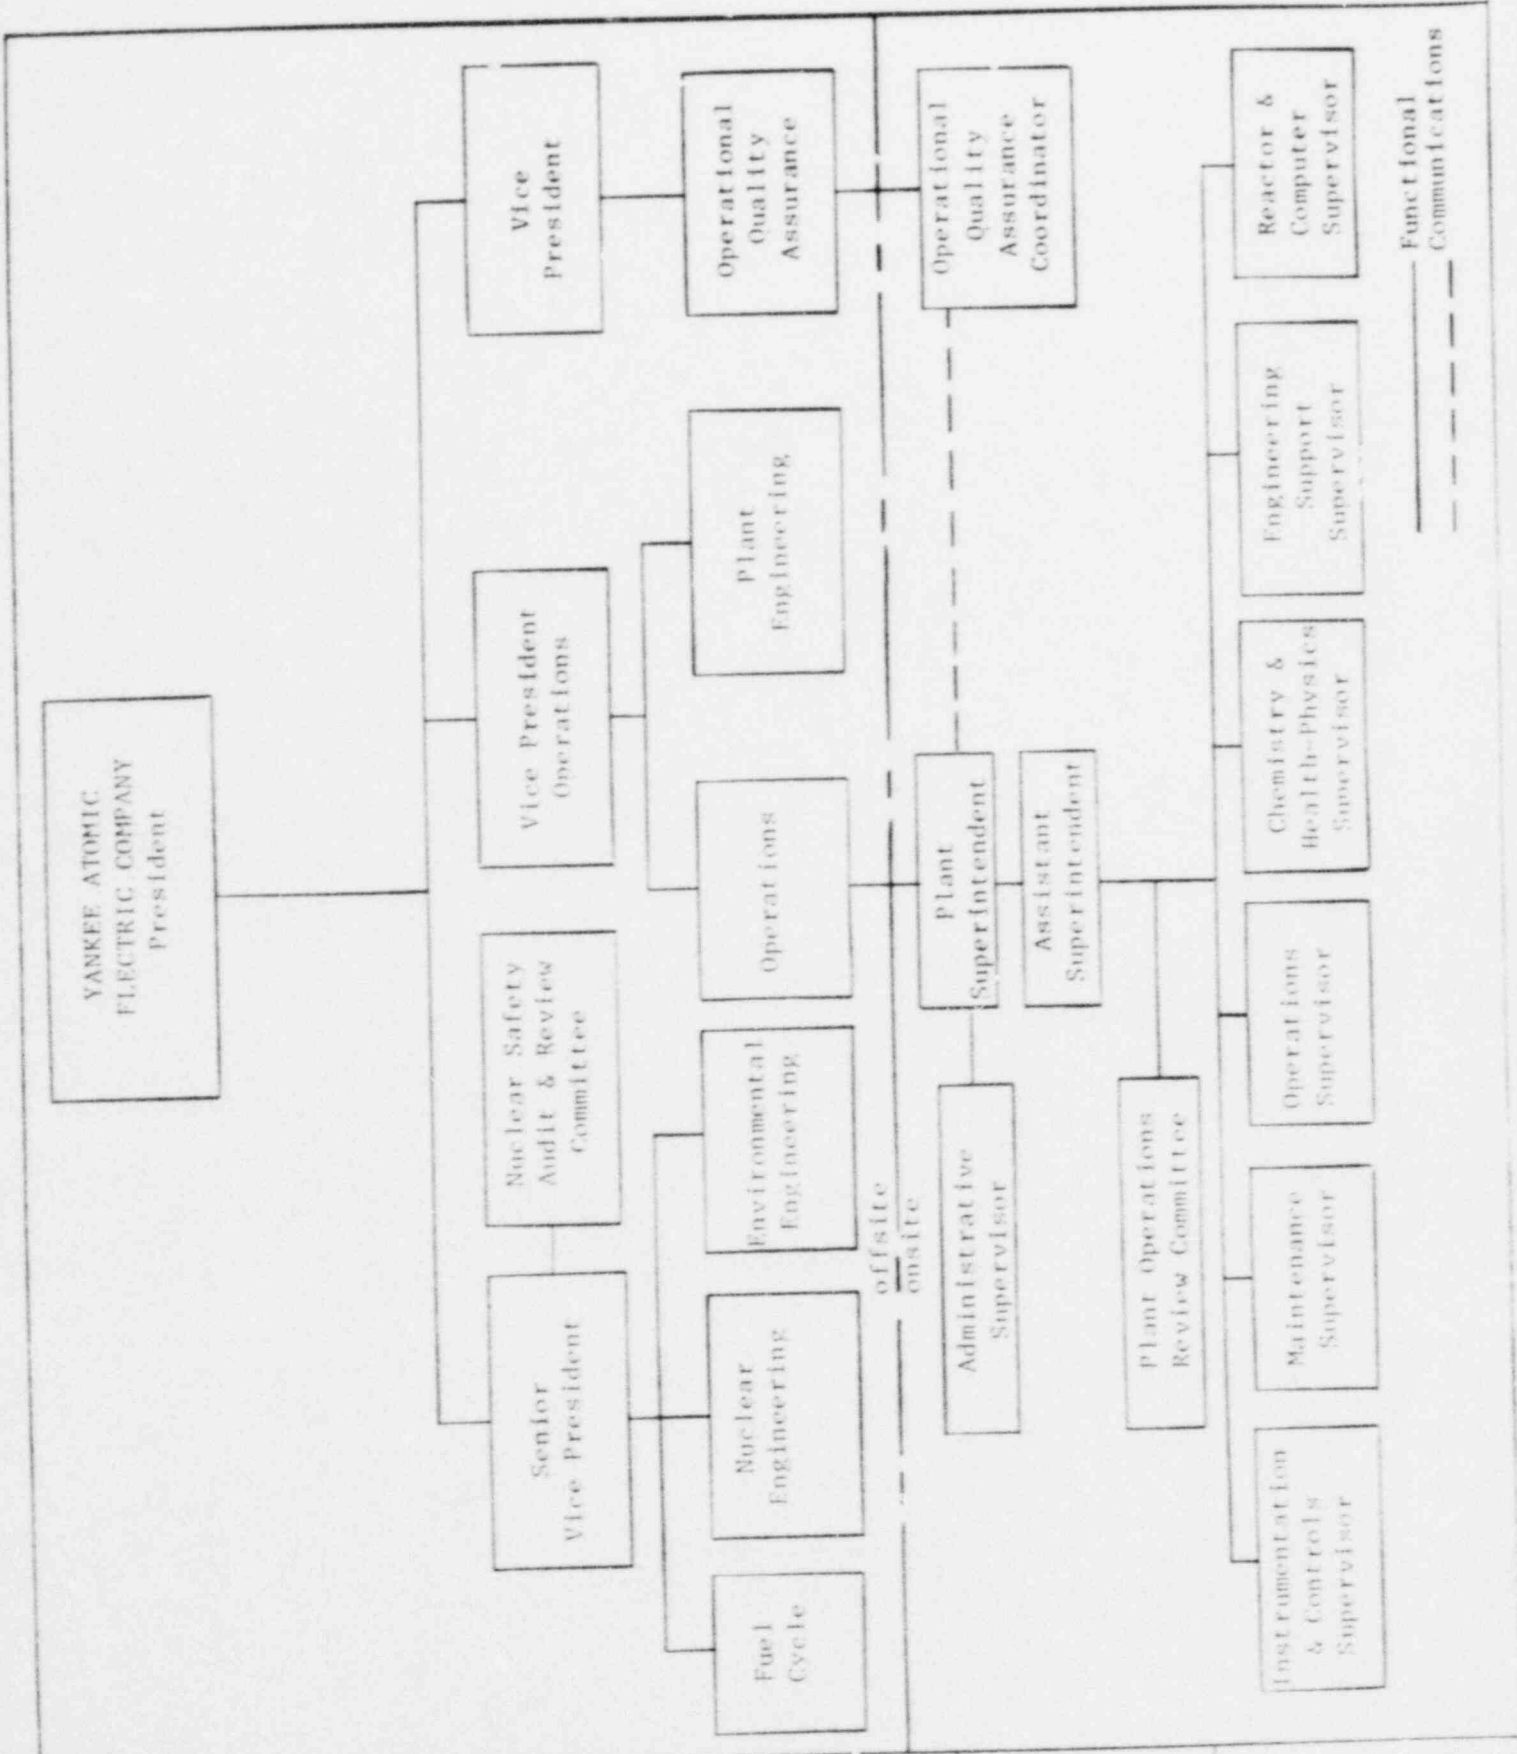 YANKEE ATOMIC
ELECTRIC COMPANY
President
Senior
Vice President
Nuclear Safety
Audit & Review
Committee
Vice President
Operations
Vice
President
Fuel
Cycle
Nuclear
Engineering
Environmental
Engineering
Operations
Plant
Engineering
Operational
Quality
Assurance
offsite
onsite
Administrative
Supervisor
Plant
Superintendent
Operational
Quality
Assurance
Coordinator
Assistant
Superintendent
Plant Operations
Review Committee
Instrumentation
& Controls
Supervisor
Maintenance
Supervisor
Operations
Supervisor
Chemistry &
Health-Physics
Supervisor
Engineering
Support
Supervisor
Reactor &
Computer
Supervisor
Functional
Communications